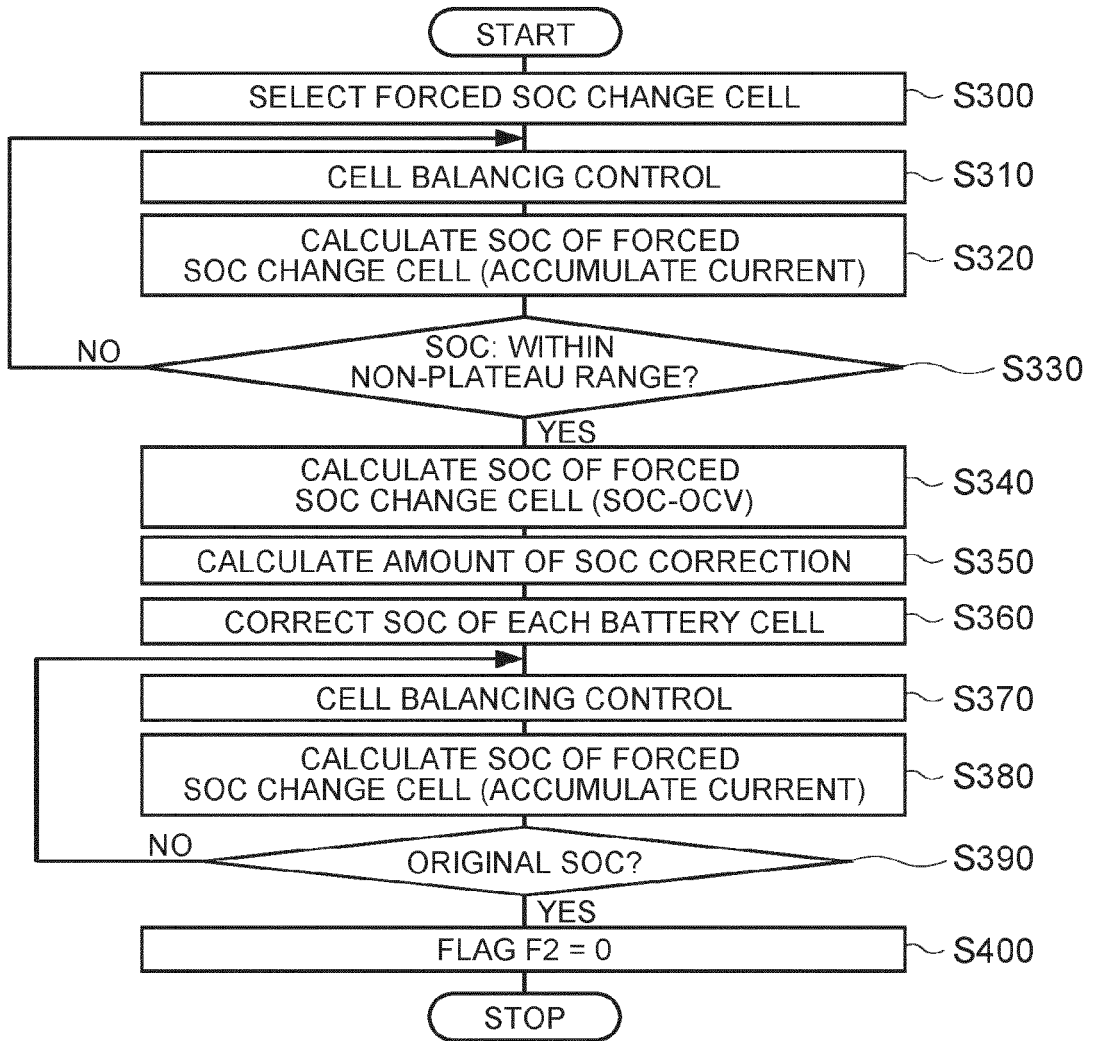 START
SELECT FORCED SOC CHANGE CELL
S300
CELL BALANCIG CONTROL
S310
CALCULATE SOC OF FORCED
SOC CHANGE CELL (ACCUMULATE CURRENT)
S320
SOC: WITHIN
NON-PLATEAU RANGE?
NO
S330
YES
CALCULATE SOC OF FORCED
SOC CHANGE CELL (SOC-OCV)
S340
CALCULATE AMOUNT OF SOC CORRECTION
S350
CORRECT SOC OF EACH BATTERY CELL
S360
CELL BALANCING CONTROL
S370
CALCULATE SOC OF FORCED
SOC CHANGE CELL (ACCUMULATE CURRENT)
S380
NO
ORIGINAL SOC?
S390
YES
FLAG F2 = 0
S400
STOP